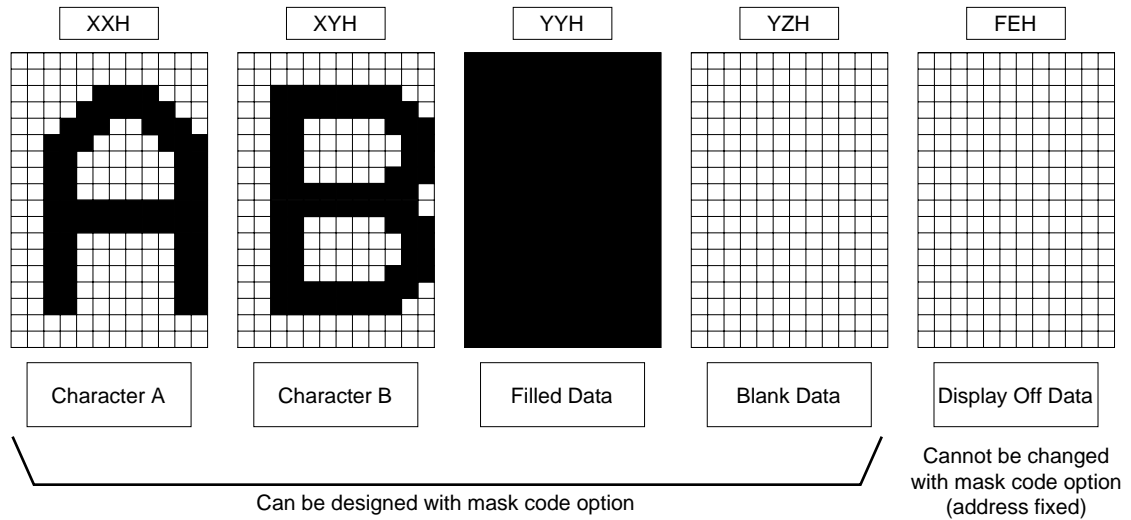 XXH
XYH
YYH
YZH
FEH
Character A
Character B
Filled Data
Blank Data
Display Off Data
Can be designed with mask code option
Cannot be changed
with mask code option
(address fixed)